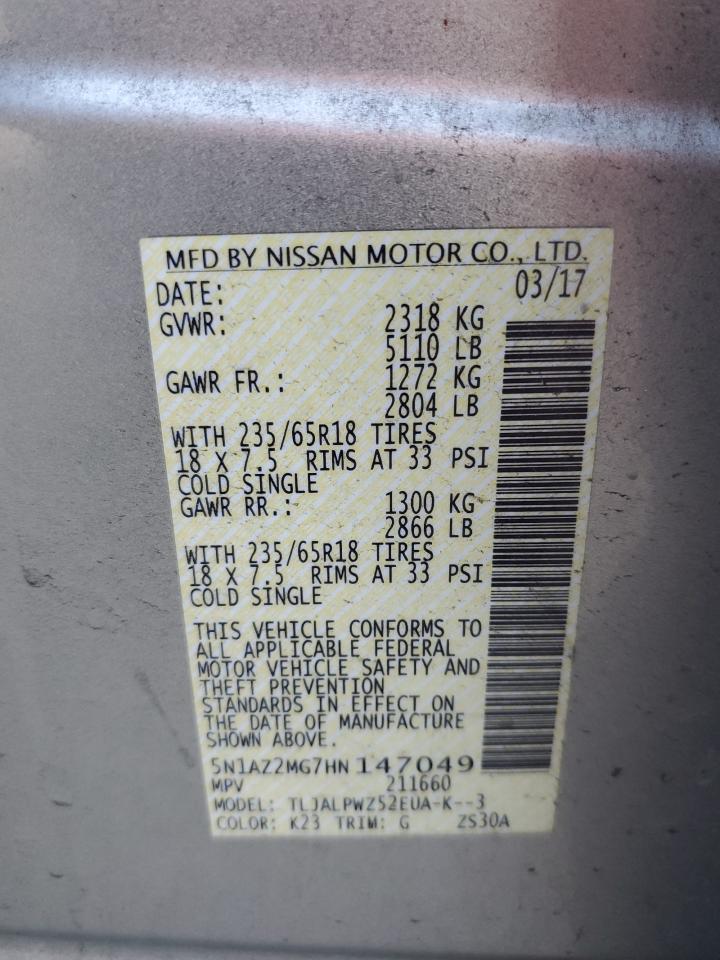 MFD BY NISSAN MOTOR CO., LTD.
DATE: 03/17
GVWR: 2318 KG
5110 LB
GAWR FR.: 1272 KG
2804 LB
WITH 235/65R18 TIRES
18 X 7.5 RIMS AT 33 PSI
COLD SINGLE
GAWR RR.: 1300 KG
2866 LB
WITH 235/65R18 TIRES
18 X 7.5 RIMS AT 33 PSI
COLD SINGLE
THIS VEHICLE CONFORMS TO
ALL APPLICABLE FEDERAL
MOTOR VEHICLE SAFETY AND
THEFT PREVENTION
STANDARDS IN EFFECT ON
THE DATE OF MANUFACTURE
SHOWN ABOVE.
5N1AZ2MG7HN 147049
MPV 211660
MODEL: TLJALPWZ52EUA-K--3
COLOR: K23 TRIM: G ZS30A